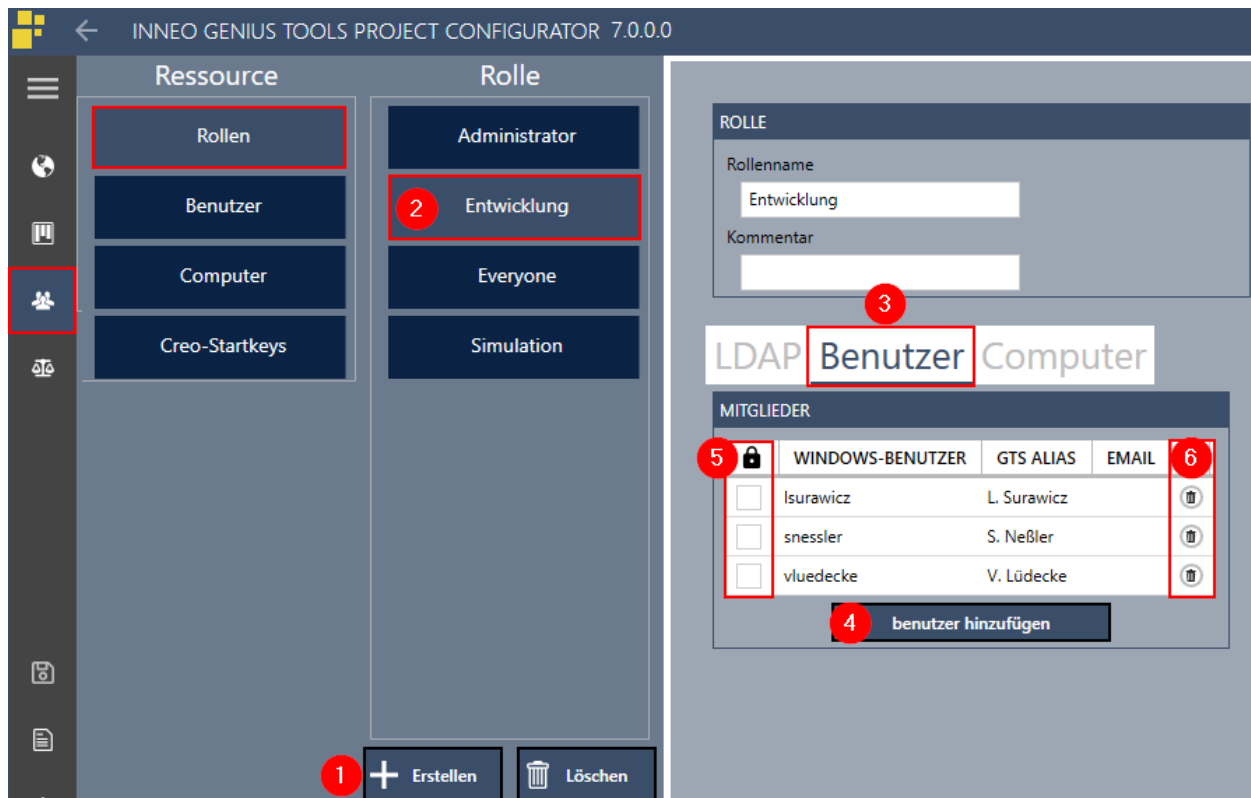 INNEO GENIUS TOOLS PROJECT CONFIGURATOR 7.0.0.0
Ressource
Rollen
Benutzer
Computer
Creo-Startkeys
Rolle
Administrator
2 Entwicklung
Everyone
Simulation
1 Erstellen
Löschen
ROLLE
Rollenname
Entwicklung
Kommentar
3
LDAP Benutzer Computer
MITGLIEDER
5 WINDOWS-BENUTZER GTS ALIAS EMAIL 6
lsurawicz L. Surawicz
snessler S. Neßler
vluedecke V. Lüdecke
4 benutzer hinzufügen